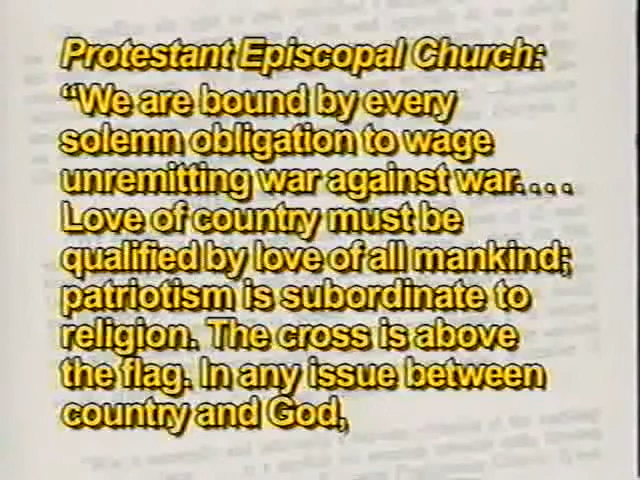 Protestant Episcopal Church:
“We are bound by every
solemn obligation to wage
unremitting war against war. . . .
Love of country must be
qualified by love of all mankind;
patriotism is subordinate to
religion. The cross is above
the flag. In any issue between
country and God,